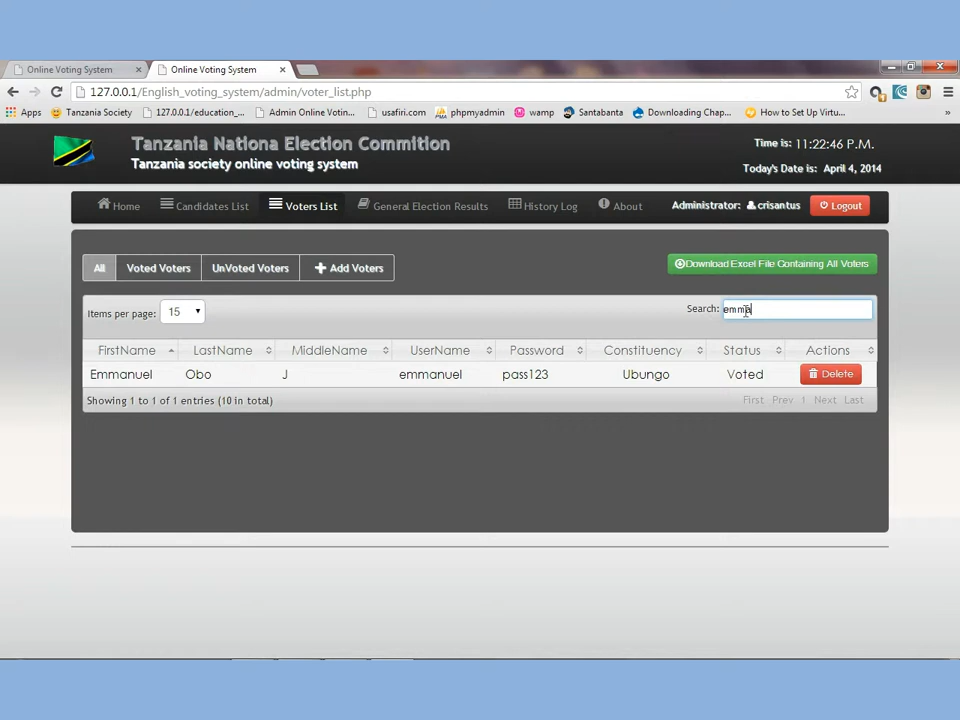 Online Voting System
Online Voting System
127.0.0.1/English_voting_system/admin/voter_list.php
Apps Tanzania Society 127.0.0.1/education_... Admin Online Votin... usafiri.com phpmyadmin wamp Santabanta Downloading Chap... How to Set Up Virtu... »
Tanzania Nationa Election Commition
Tanzania society online voting system
Time is: 11:22:46 P.M.
Today's Date is: April 4, 2014
Home Candidates List Voters List General Election Results History Log About Administrator: crisantus Logout
All Voted Voters UnVoted Voters Add Voters
Download Excel File Containing All Voters
Items per page: 15
Search: emma
FirstName LastName MiddleName UserName Password Constituency Status Actions
Emmanuel Obo J emmanuel pass123 Ubungo Voted Delete
Showing 1 to 1 of 1 entries (10 in total)
First Prev 1 Next Last